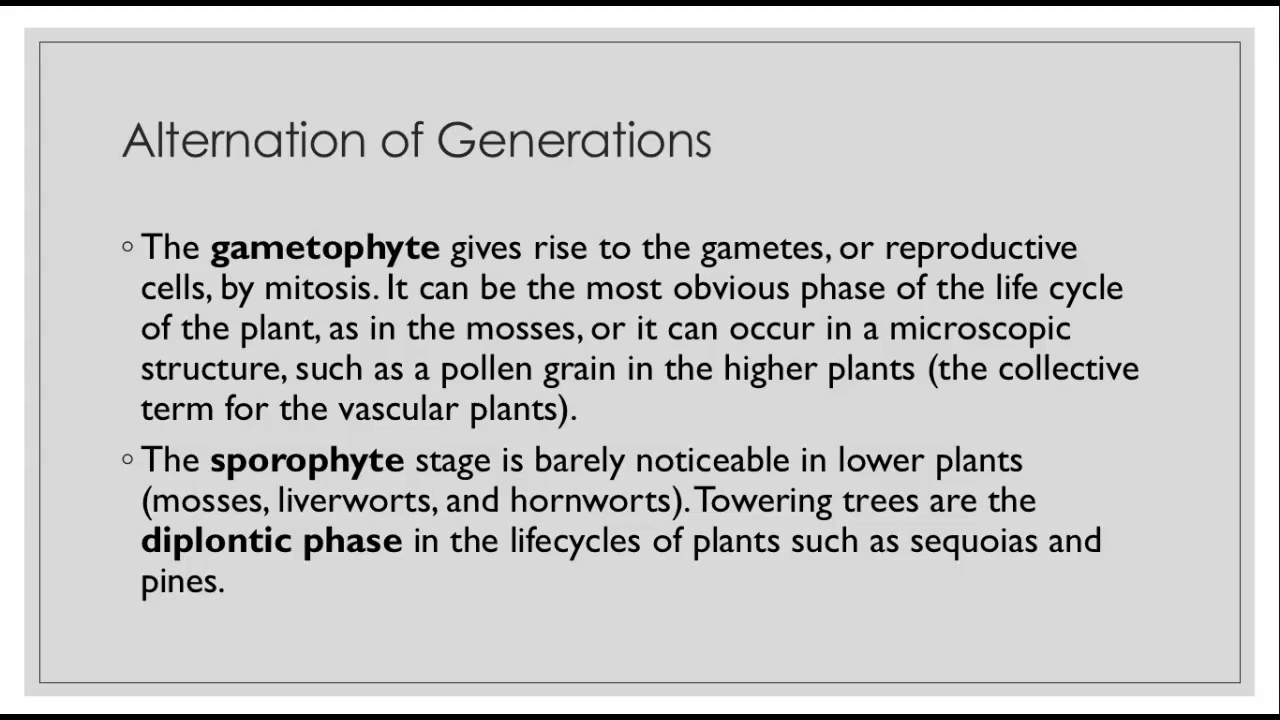 Alternation of Generations
◦ The gametophyte gives rise to the gametes, or reproductive
cells, by mitosis. It can be the most obvious phase of the life cycle
of the plant, as in the mosses, or it can occur in a microscopic
structure, such as a pollen grain in the higher plants (the collective
term for the vascular plants).
◦ The sporophyte stage is barely noticeable in lower plants
(mosses, liverworts, and hornworts). Towering trees are the
diplontic phase in the lifecycles of plants such as sequoias and
pines.